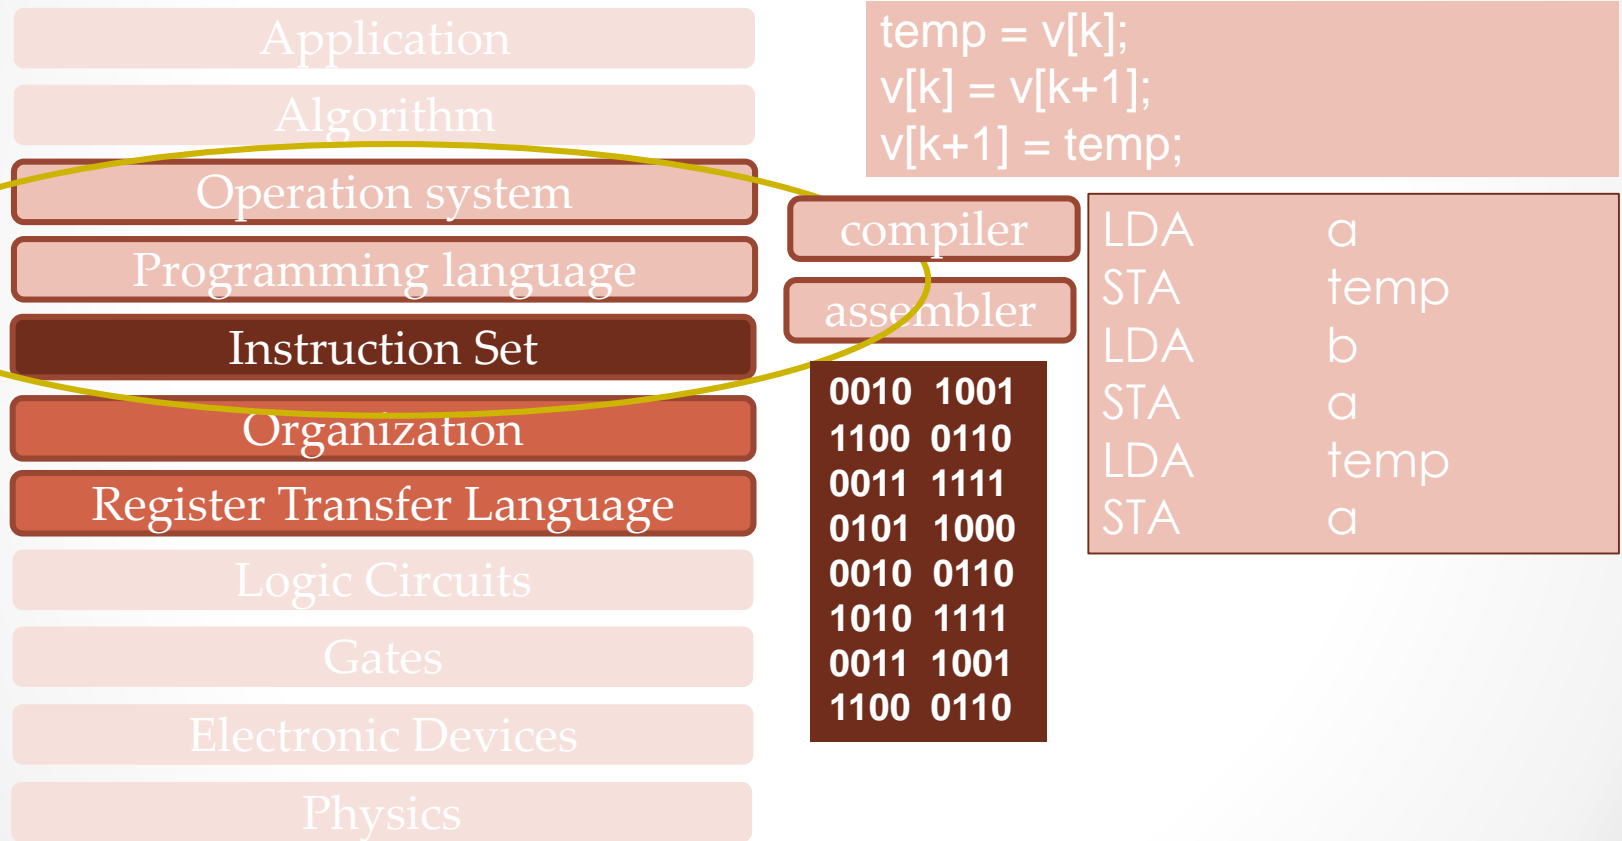 Application
Algorithm
Operation system
Programming language
Instruction Set
Organization
Register Transfer Language
Logic Circuits
Gates
Electronic Devices
Physics
compiler
assembler
temp = v[k];
v[k] = v[k+1];
v[k+1] = temp;
LDA a
STA temp
LDA b
STA a
LDA temp
STA a
0010 1001
1100 0110
0011 1111
0101 1000
0010 0110
1010 1111
0011 1001
1100 0110